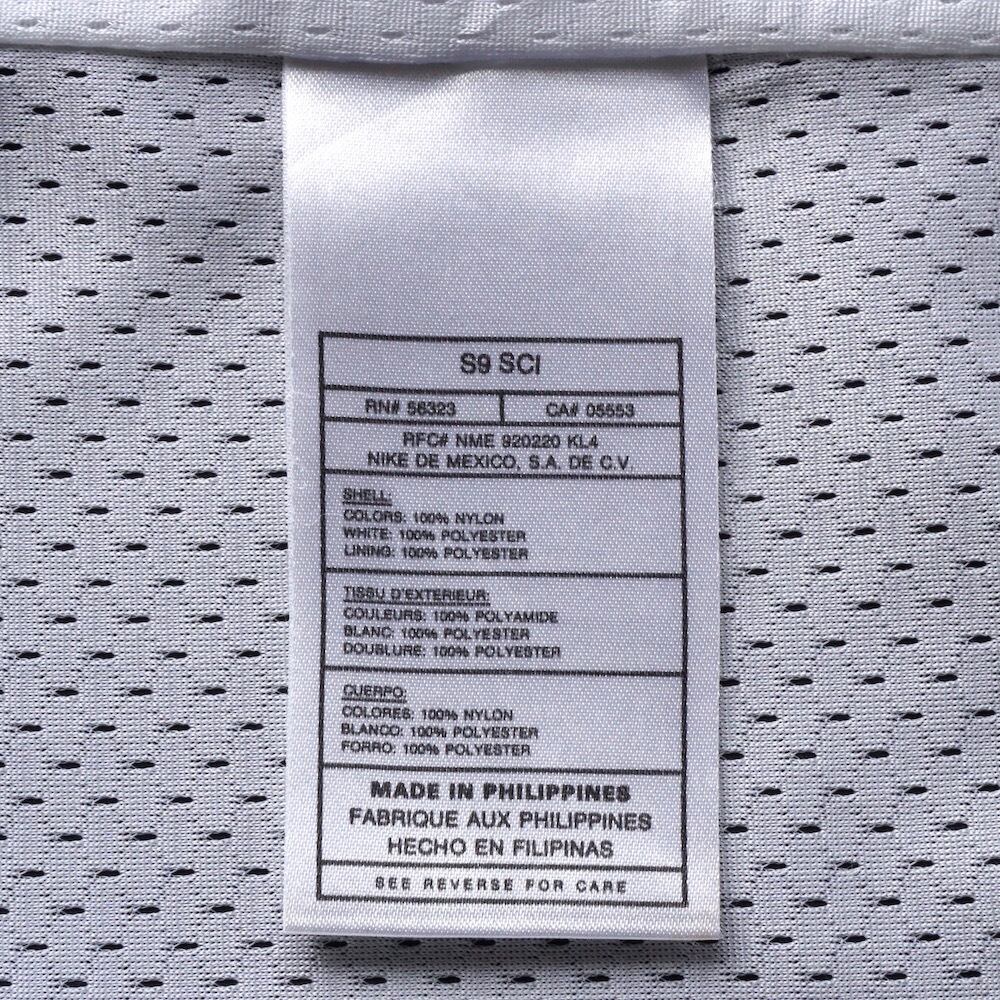 S9 SCI
RN# 56323 CA# 05553
RFC# NME 920220 KL4
NIKE DE MEXICO, S.A. DE C.V.
SHELL:
COLORS: 100% NYLON
WHITE: 100% POLYESTER
LINING: 100% POLYESTER
TISSU D'EXTERIEUR:
COULEURS: 100% POLYAMIDE
BLANC: 100% POLYESTER
DOUBLURE: 100% POLYESTER
CUERPO:
COLORES: 100% NYLON
BLANCO: 100% POLYESTER
FORRO: 100% POLYESTER
MADE IN PHILIPPINES
FABRIQUE AUX PHILIPPINES
HECHO EN FILIPINAS
SEE REVERSE FOR CARE